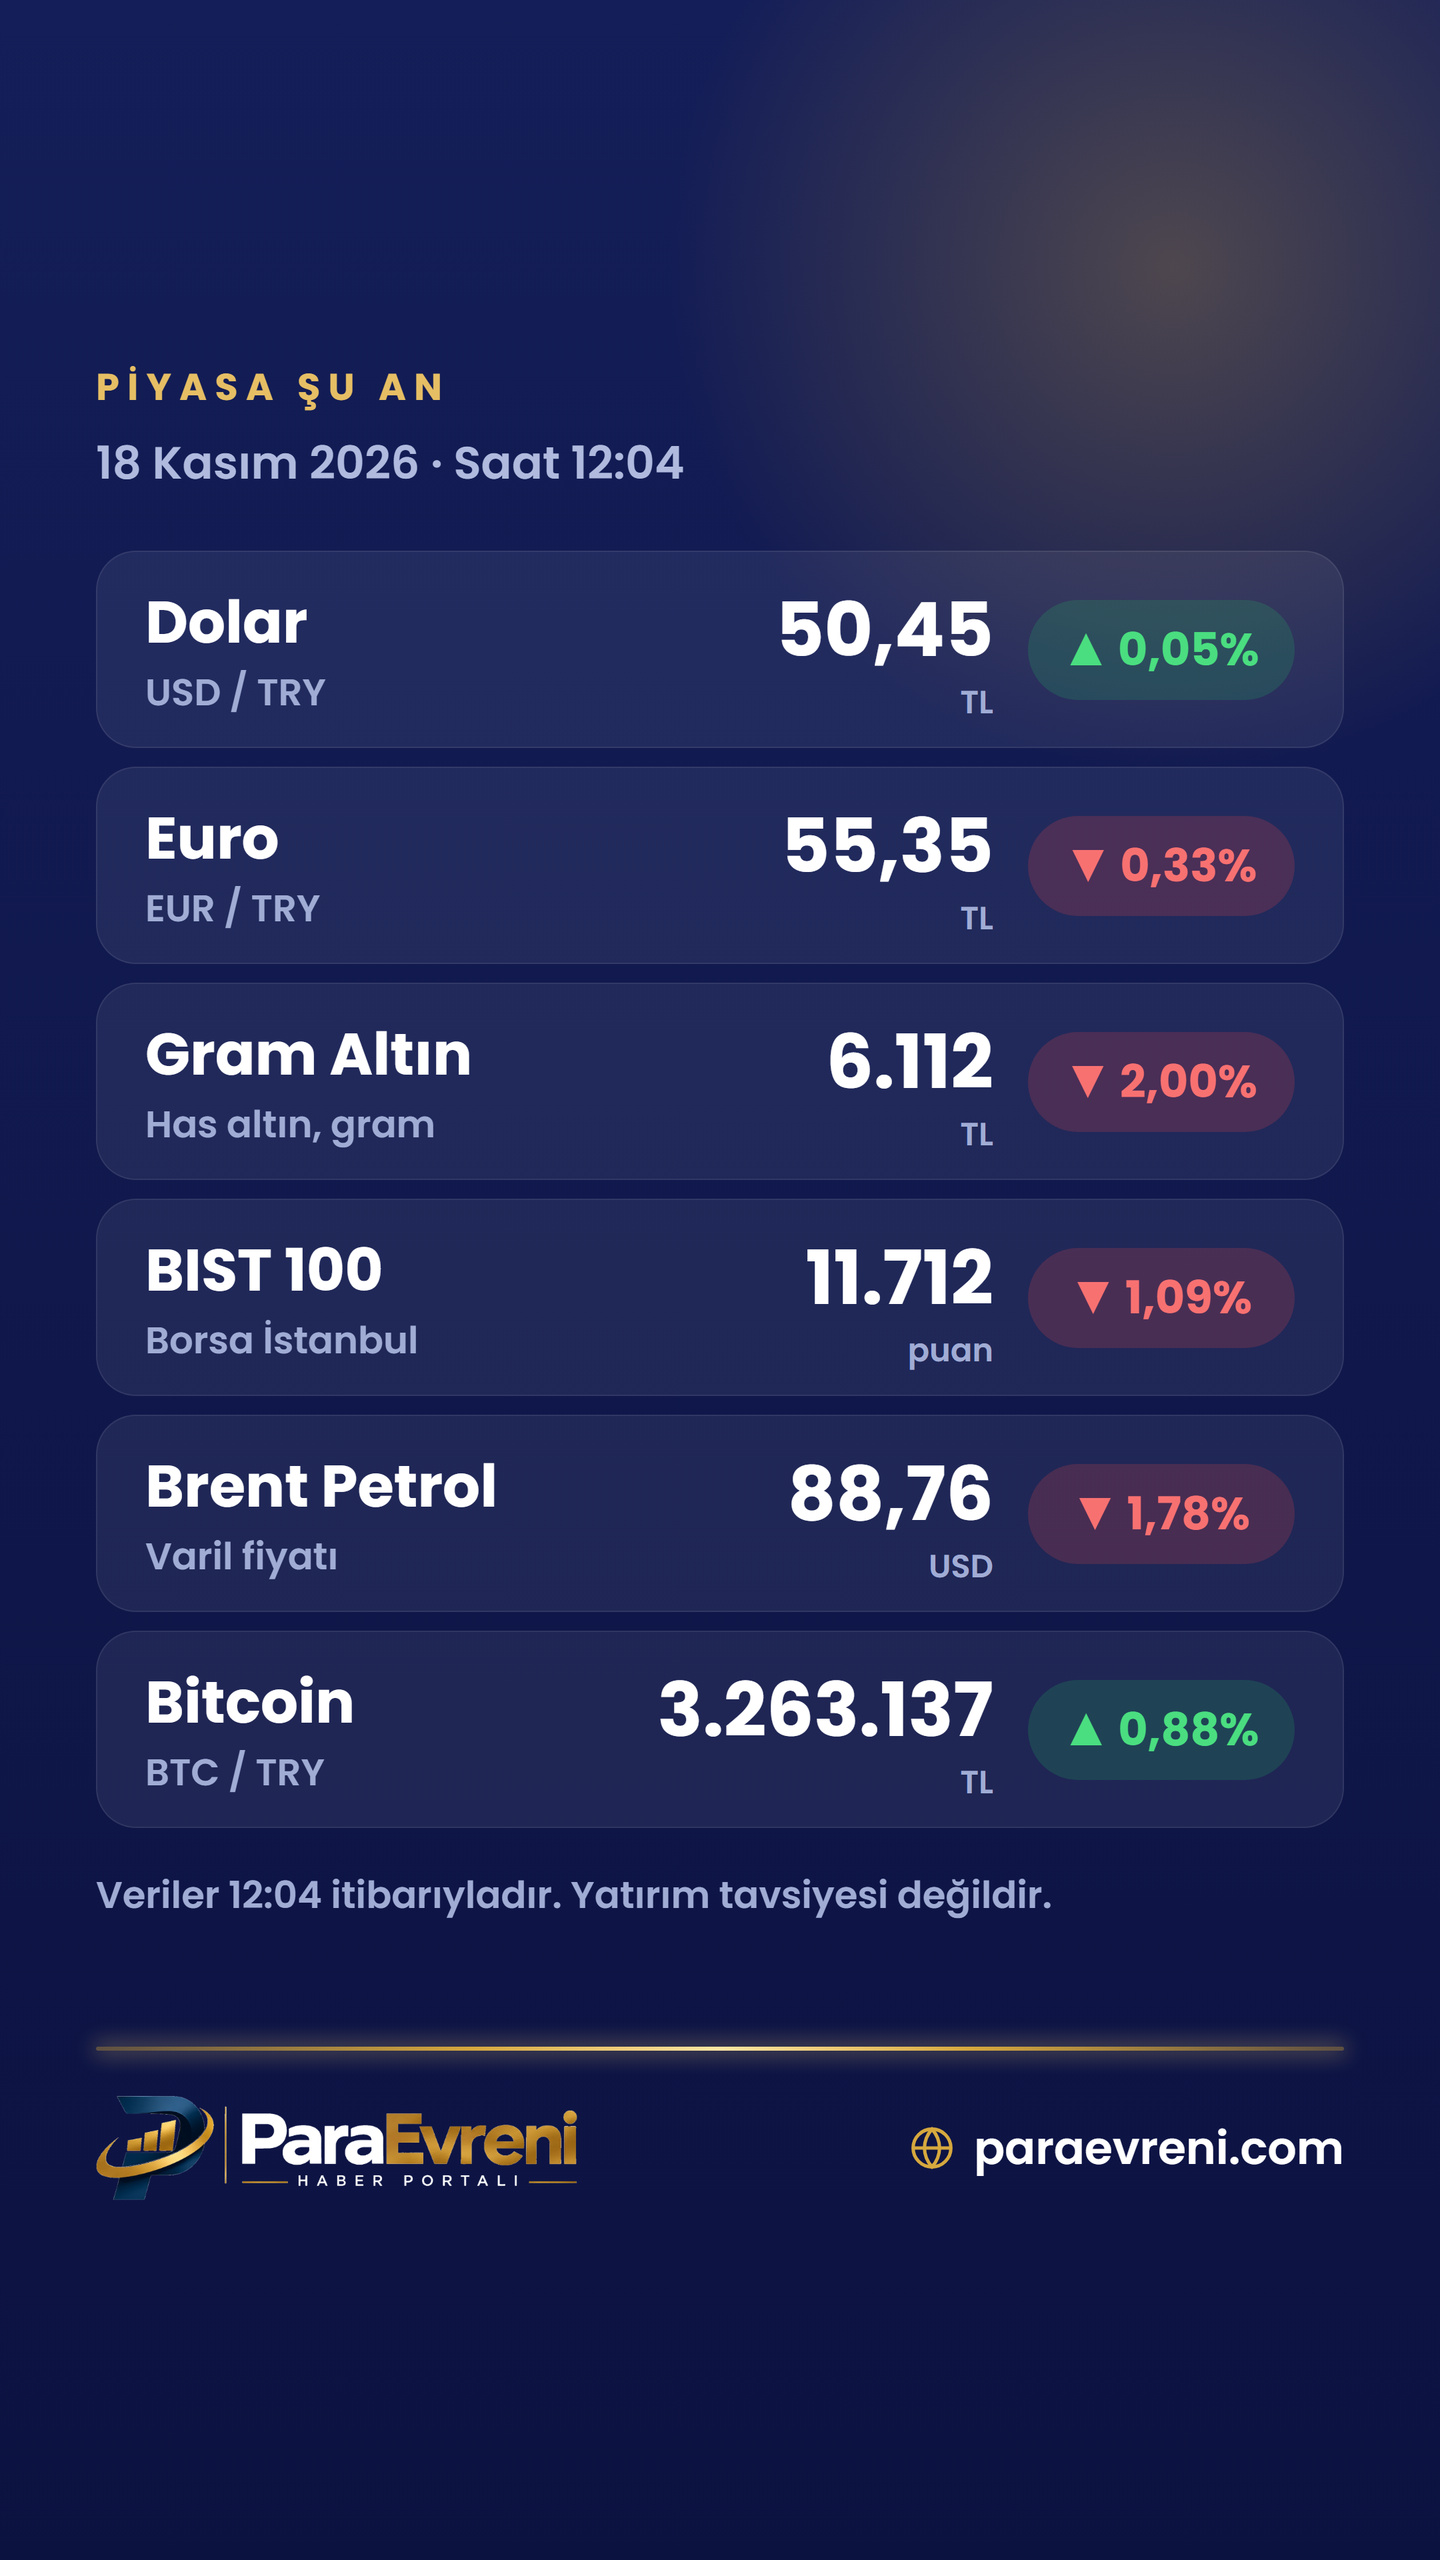 PİYASA ŞU AN
18 Kasım 2026 · Saat 12:04
Dolar
USD / TRY
50,45
TL
▲ 0,05%
Euro
EUR / TRY
55,35
TL
▼ 0,33%
Gram Altın
Has altın, gram
6.112
TL
▼ 2,00%
BIST 100
Borsa İstanbul
11.712
puan
▼ 1,09%
Brent Petrol
Varil fiyatı
88,76
USD
▼ 1,78%
Bitcoin
BTC / TRY
3.263.137
TL
▲ 0,88%
Veriler 12:04 itibarıyladır. Yatırım tavsiyesi değildir.
ParaEvreni
HABER PORTALI
paraevreni.com